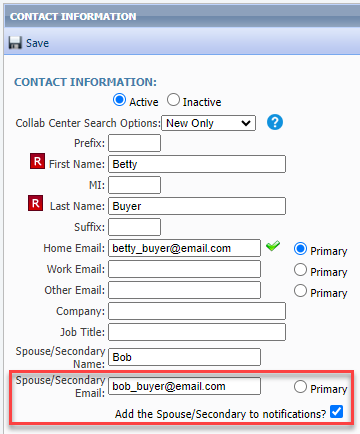 CONTACT INFORMATION
Save
CONTACT INFORMATION:
Active Inactive
Collab Center Search Options: New Only ?
Prefix:
R First Name: Betty
MI:
R Last Name: Buyer
Suffix:
Home Email: betty_buyer@email.com Primary
Work Email: Primary
Other Email: Primary
Company:
Job Title:
Spouse/Secondary
Name: Bob
Spouse/Secondary
Email: bob_buyer@email.com Primary
Add the Spouse/Secondary to notifications?